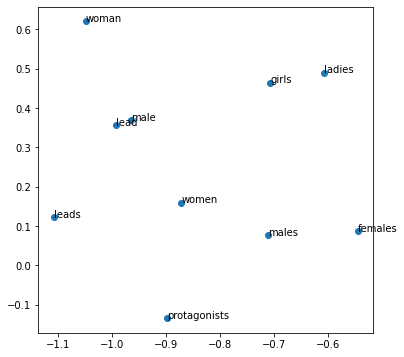 woman
0.6
ladies
0.5
girls
0.4
male
lead
0.3
0.2
women
leads
0.1
males
females
0.0
−0.1
protagonists
−1.1 −1.0 −0.9 −0.8 −0.7 −0.6